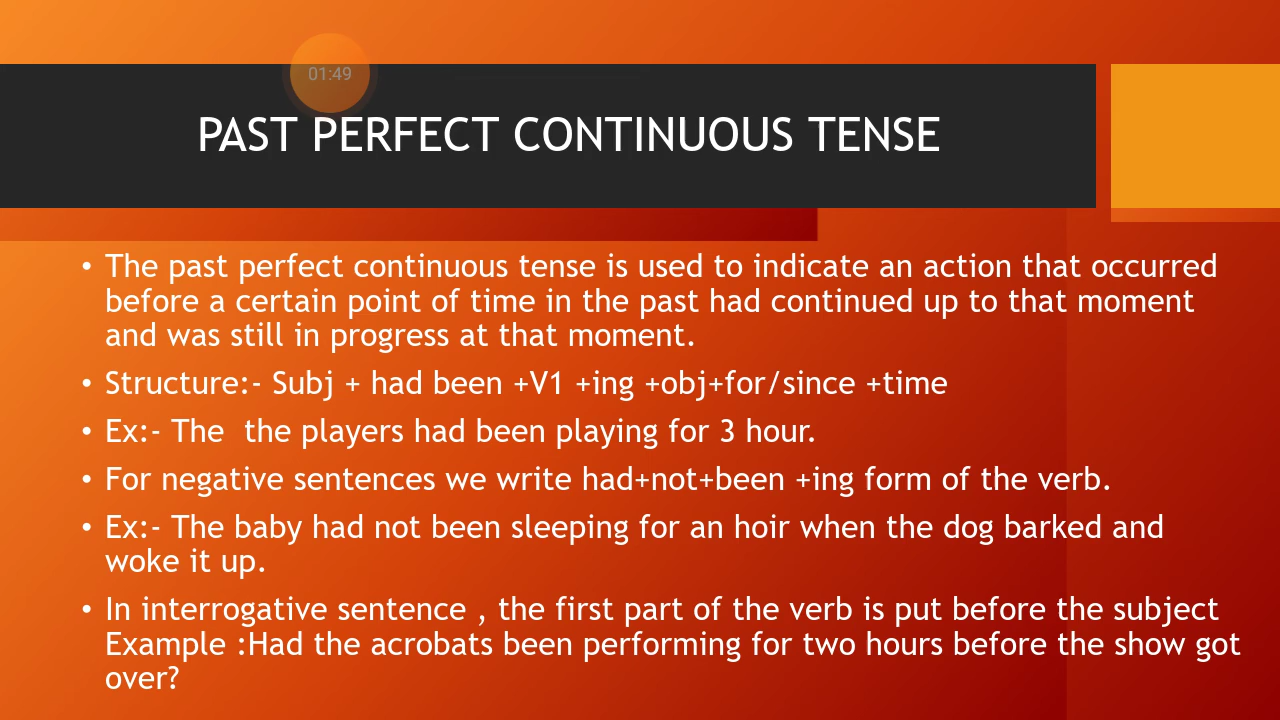 01:49
PAST PERFECT CONTINUOUS TENSE
• The past perfect continuous tense is used to indicate an action that occurred
before a certain point of time in the past had continued up to that moment
and was still in progress at that moment.
• Structure:- Subj + had been +V1 +ing +obj+for/since +time
• Ex:- The  the players had been playing for 3 hour.
• For negative sentences we write had+not+been +ing form of the verb.
• Ex:- The baby had not been sleeping for an hoir when the dog barked and
woke it up.
• In interrogative sentence , the first part of the verb is put before the subject
Example :Had the acrobats been performing for two hours before the show got
over?